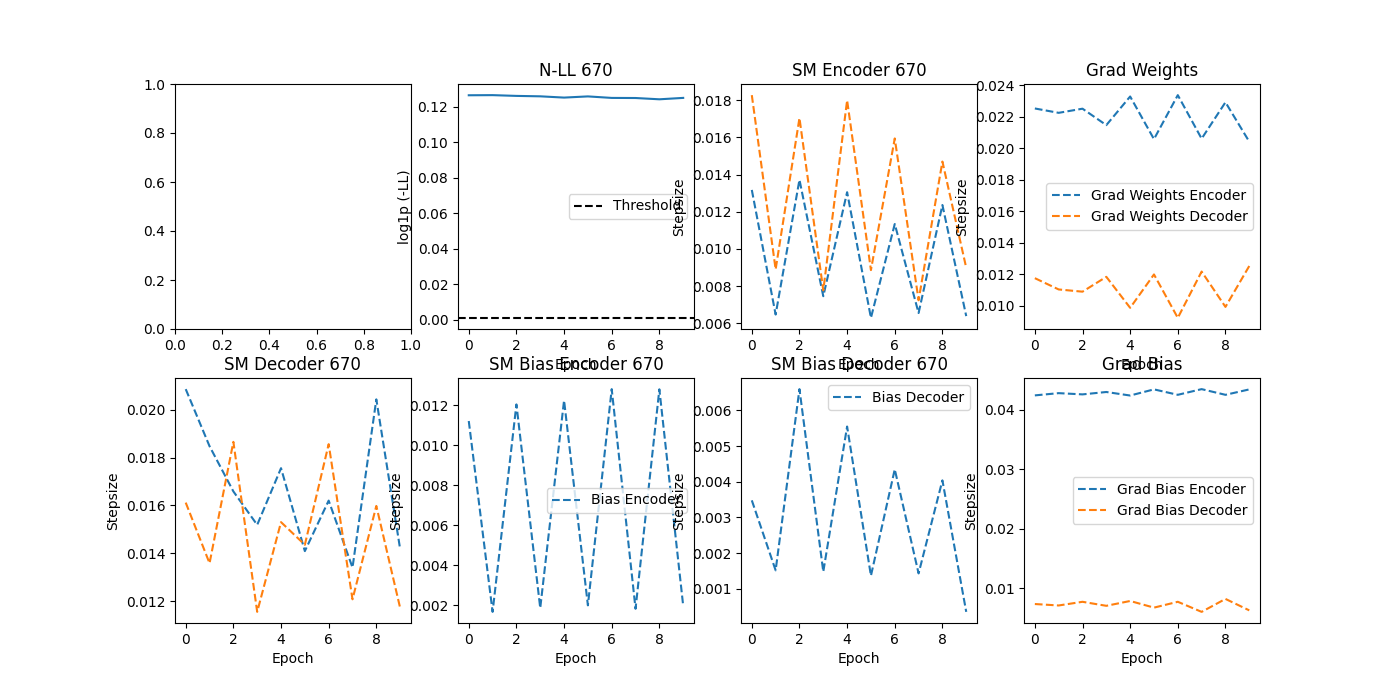 N-LL 670
SM Encoder 670
Grad Weights
1.0
0.8
0.6
0.4
0.2
0.0
0.0 0.2 0.4 0.6 0.8 1.0
log1p (-LL)
0.12
0.10
0.08
0.06
0.04
0.02
0.00
Threshold
0 2 4 6 8
Epoch
Stepsize
0.018
0.016
0.014
0.012
0.010
0.008
0.006
0 2 4 6 8
Epoch
Stepsize
0.024
0.022
0.020
0.018
0.016
0.014
0.012
0.010
Grad Weights Encoder
Grad Weights Decoder
0 2 4 6 8
Epoch
SM Decoder 670
SM Bias Encoder 670
SM Bias Decoder 670
Grad Bias
Stepsize
0.020
0.018
0.016
0.014
0.012
0 2 4 6 8
Epoch
Stepsize
0.012
0.010
0.008
0.006
0.004
0.002
Bias Encoder
0 2 4 6 8
Stepsize
0.006
0.005
0.004
0.003
0.002
0.001
Bias Decoder
0 2 4 6 8
Epoch
Stepsize
0.04
0.03
0.02
0.01
Grad Bias Encoder
Grad Bias Decoder
0 2 4 6 8
Epoch